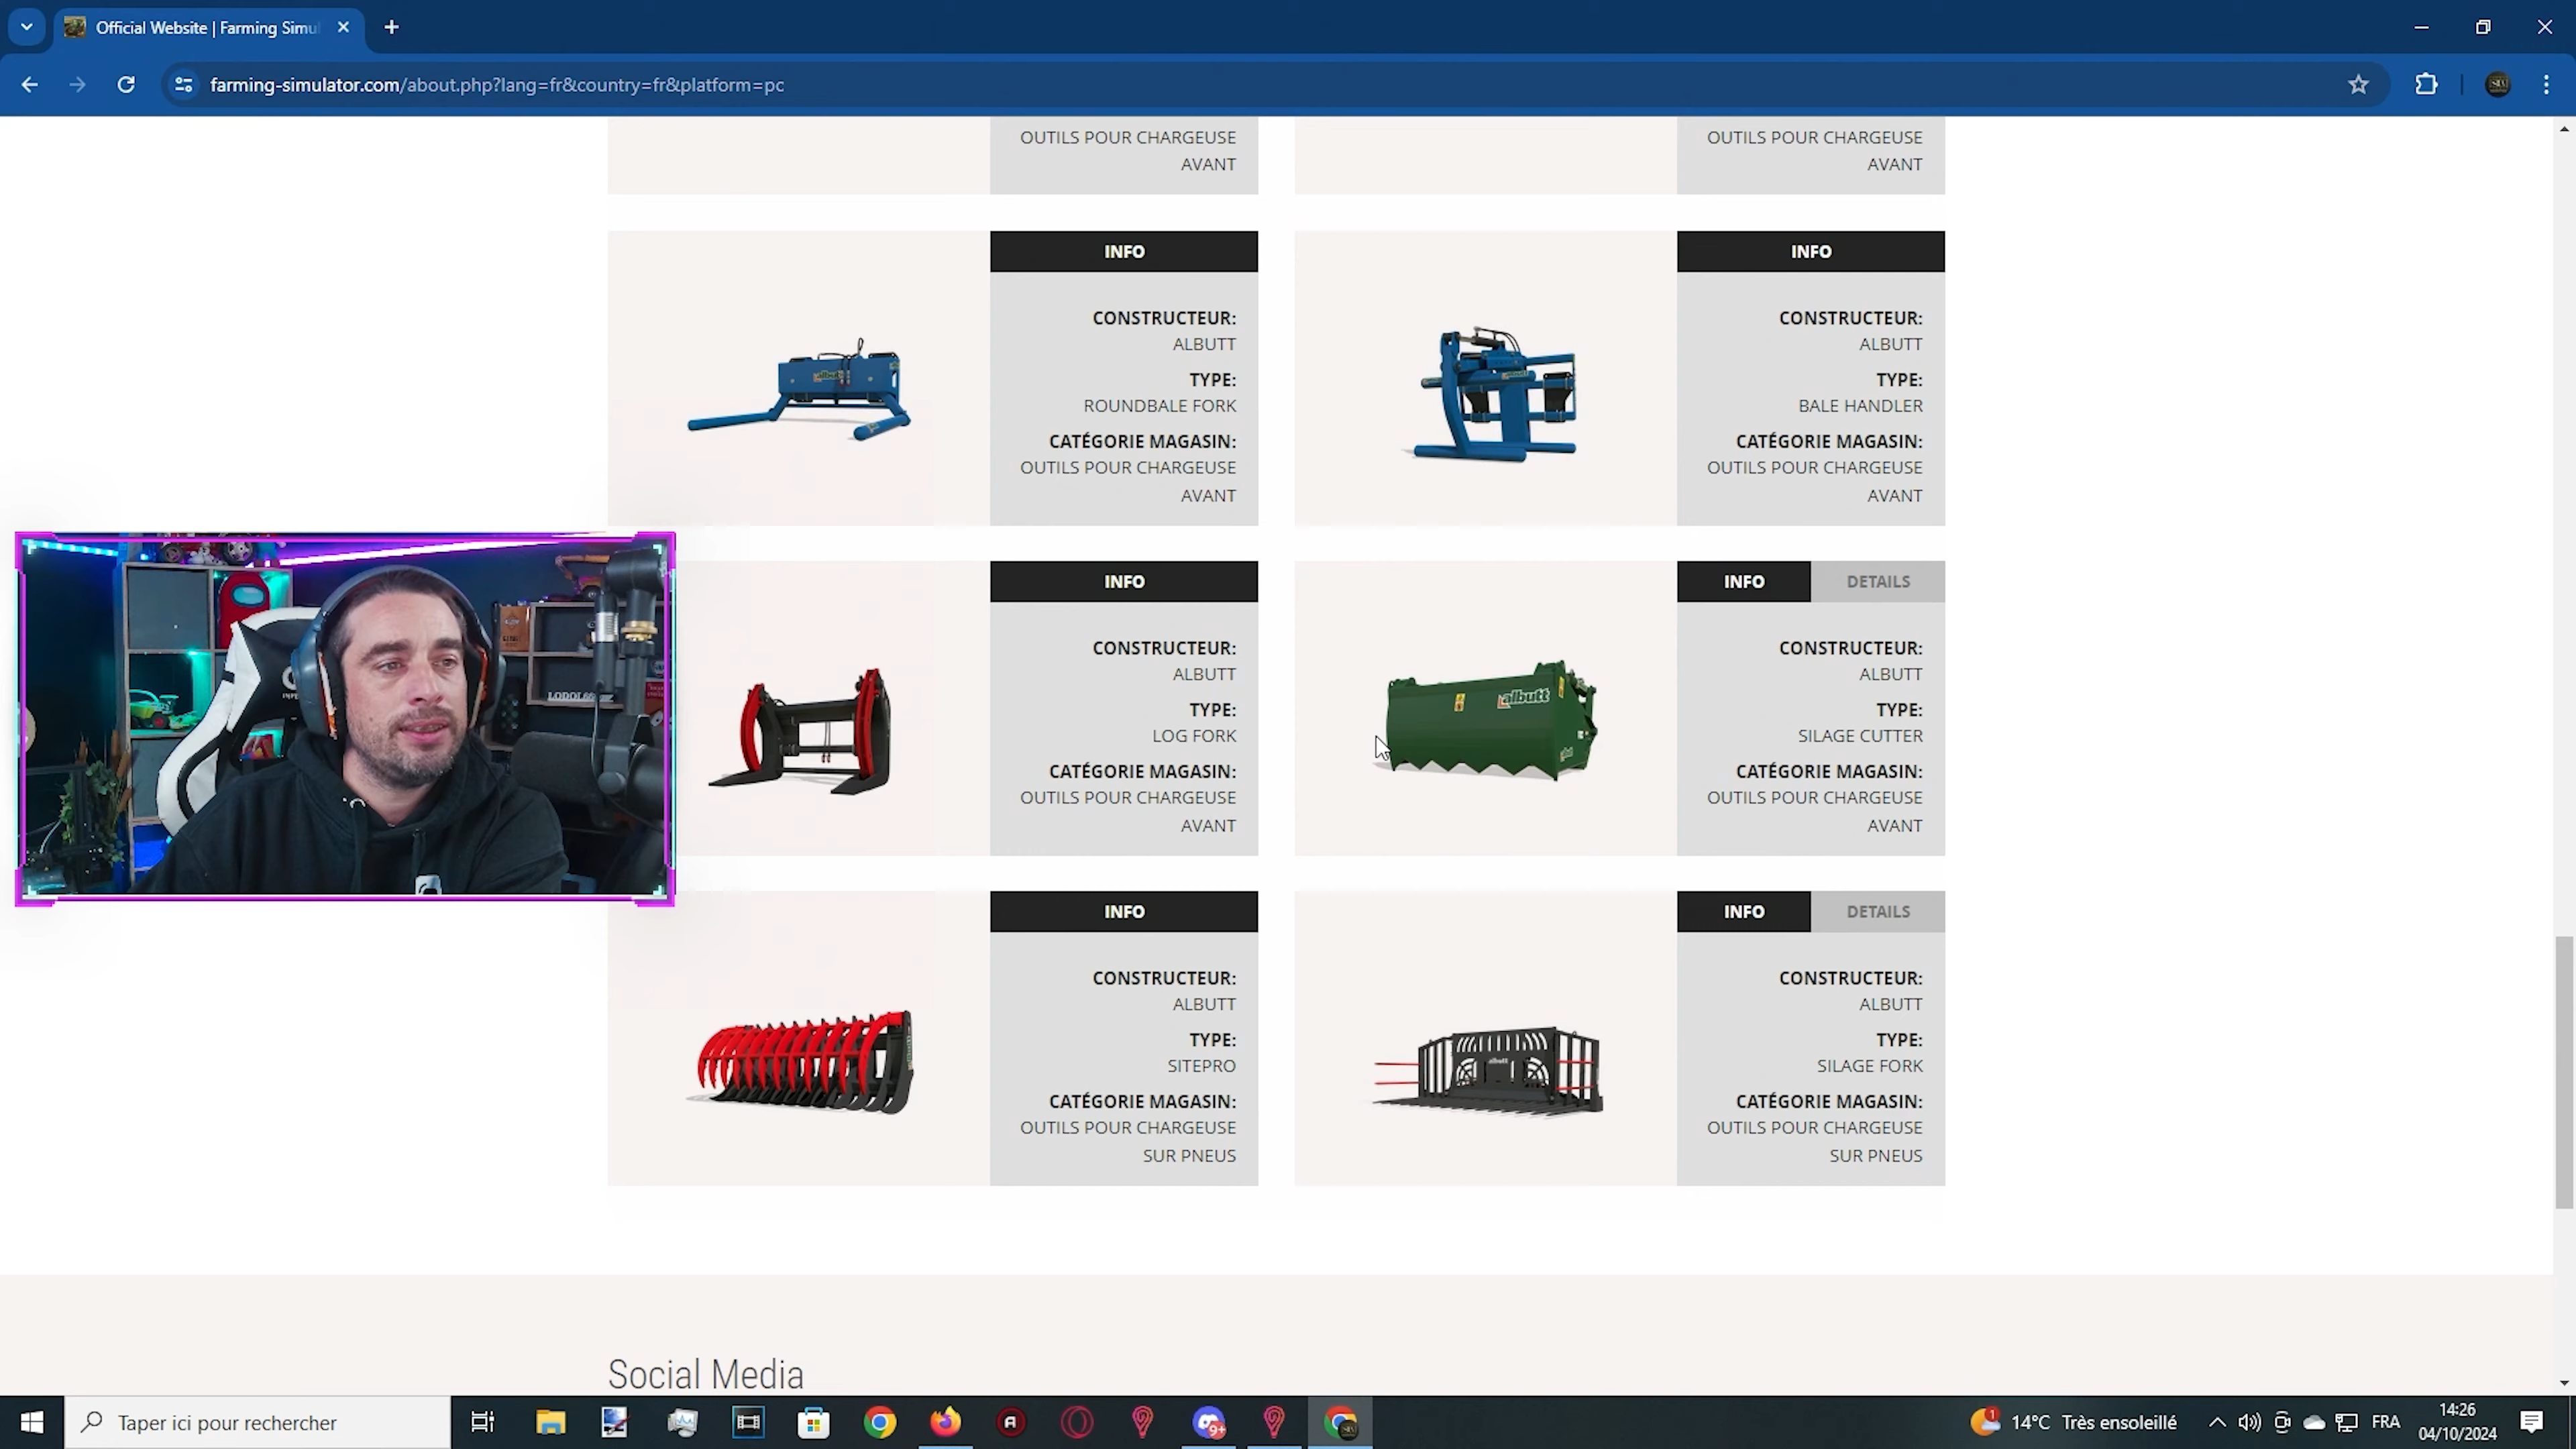 Official Website | Farming Simu
farming-simulator.com/about.php?lang=fr&country=fr&platform=pc
OUTILS POUR CHARGEUSE
AVANT
OUTILS POUR CHARGEUSE
AVANT
INFO
CONSTRUCTEUR:
ALBUTT
TYPE:
ROUNDBALE FORK
CATÉGORIE MAGASIN:
OUTILS POUR CHARGEUSE
AVANT
INFO
CONSTRUCTEUR:
ALBUTT
TYPE:
BALE HANDLER
CATÉGORIE MAGASIN:
OUTILS POUR CHARGEUSE
AVANT
INFO
CONSTRUCTEUR:
ALBUTT
TYPE:
LOG FORK
CATÉGORIE MAGASIN:
OUTILS POUR CHARGEUSE
AVANT
albutt
INFO DETAILS
CONSTRUCTEUR:
ALBUTT
TYPE:
SILAGE CUTTER
CATÉGORIE MAGASIN:
OUTILS POUR CHARGEUSE
AVANT
INFO
CONSTRUCTEUR:
ALBUTT
TYPE:
SITEPRO
CATÉGORIE MAGASIN:
OUTILS POUR CHARGEUSE
SUR PNEUS
albutt
INFO DETAILS
CONSTRUCTEUR:
ALBUTT
TYPE:
SILAGE FORK
CATÉGORIE MAGASIN:
OUTILS POUR CHARGEUSE
SUR PNEUS
Social Media
Taper ici pour rechercher
9+
1
14°C Très ensoleillé
FRA
14:26
04/10/2024